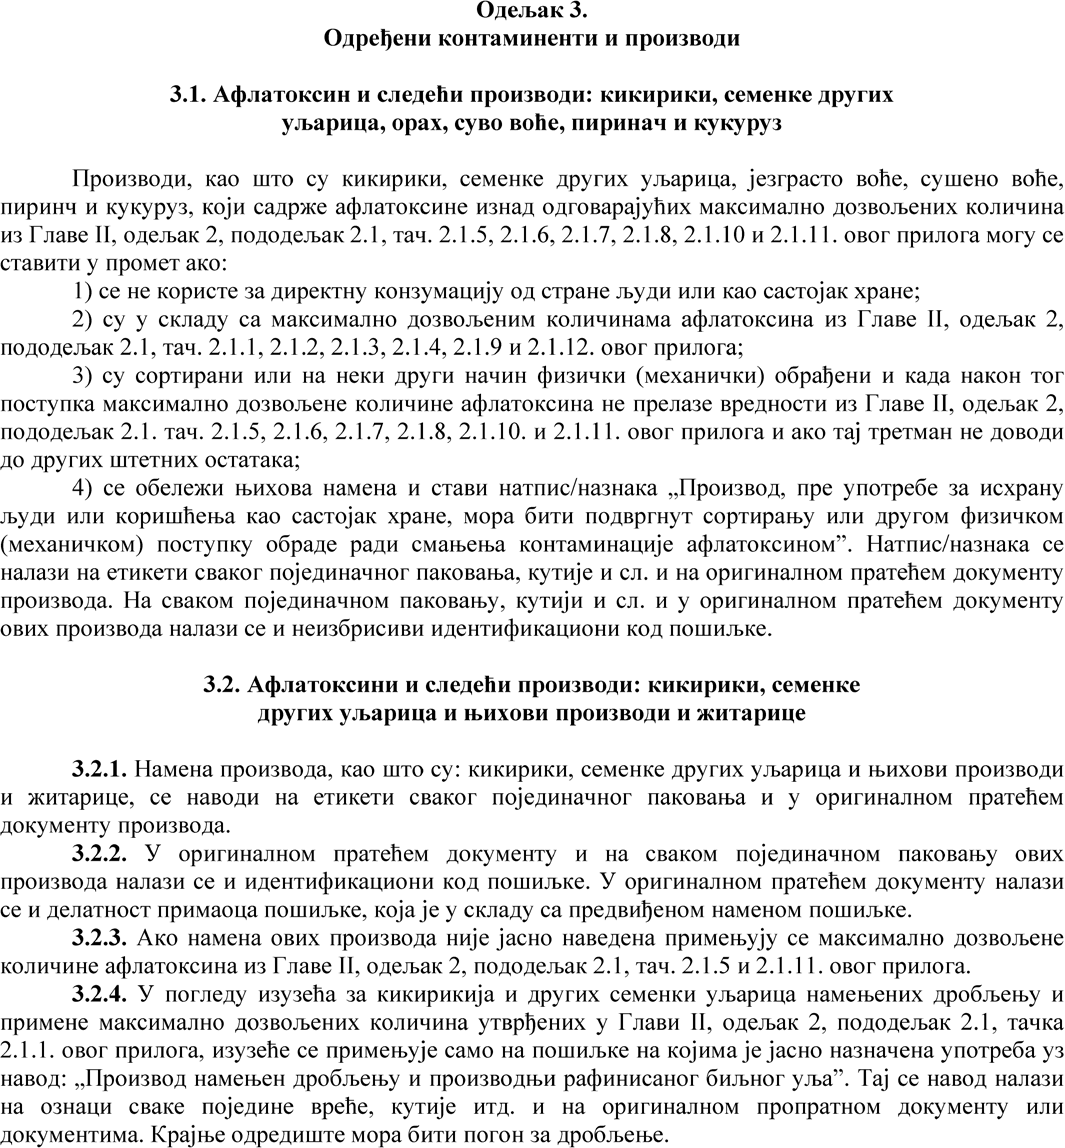 Одељак 3.
Одређени контаминенти и производи
3.1. Афлатоксин и следећи производи: кикирики, семенке других
уљарица, орах, суво воће, пиринач и кукуруз
Производи, као што су кикирики, семенке других уљарица, језграсто воће, сушено воће,
пиринч и кукуруз, који садрже афлатоксине изнад одговарајућих максимално дозвољених количина
из Главе II, одељак 2, пододељак 2.1, тач. 2.1.5, 2.1.6, 2.1.7, 2.1.8, 2.1.10 и 2.1.11. овог прилога могу се
ставити у промет ако:
1) се не користе за директну конзумацију од стране људи или као састојак хране;
2) су у складу са максимално дозвољеним количинама афлатоксина из Главе II, одељак 2,
пододељак 2.1, тач. 2.1.1, 2.1.2, 2.1.3, 2.1.4, 2.1.9 и 2.1.12. овог прилога;
3) су сортирани или на неки други начин физички (механички) обрађени и када након тог
поступка максимално дозвољене количине афлатоксина не прелазе вредности из Главе II, одељак 2,
пододељак 2.1. тач. 2.1.5, 2.1.6, 2.1.7, 2.1.8, 2.1.10. и 2.1.11. овог прилога и ако тај третман не доводи
до других штетних остатака;
4) се обележи њихова намена и стави натпис/назнака „Производ, пре употребе за исхрану
људи или коришћења као састојак хране, мора бити подвргнут сортирању или другом физичком
(механичком) поступку обраде ради смањења контаминације афлатоксином”. Натпис/назнака се
налази на етикети сваког појединачног паковања, кутије и сл. и на оригиналном пратећем документу
производа. На сваком појединачном паковању, кутији и сл. и у оригиналном пратећем документу
ових производа налази се и неизбрисиви идентификациони код пошиљке.
3.2. Афлатоксини и следећи производи: кикирики, семенке
других уљарица и њихови производи и житарице
3.2.1. Намена производа, као што су: кикирики, семенке других уљарица и њихови производи
и житарице, се наводи на етикети сваког појединачног паковања и у оригиналном пратећем
документу производа.
3.2.2. У оригиналном пратећем документу и на сваком појединачном паковању ових
производа налази се и идентификациони код пошиљке. У оригиналном пратећем документу налази
се и делатност примаоца пошиљке, која је у складу са предвиђеном наменом пошиљке.
3.2.3. Ако намена ових производа није јасно наведена примењују се максимално дозвољене
количине афлатоксина из Главе II, одељак 2, пододељак 2.1, тач. 2.1.5 и 2.1.11. овог прилога.
3.2.4. У погледу изузећа за кикирикија и других семенки уљарица намењених дробљењу и
примене максимално дозвољених количина утврђених у Глави II, одељак 2, пододељак 2.1, тачка
2.1.1. овог прилога, изузеће се примењује само на пошиљке на којима је јасно назначена употреба уз
навод: „Производ намењен дробљењу и производњи рафинисаног биљног уља”. Тај се навод налази
на ознаци сваке поједине вреће, кутије итд. и на оригиналном пропратном документу или
документима. Крајње одредиште мора бити погон за дробљење.